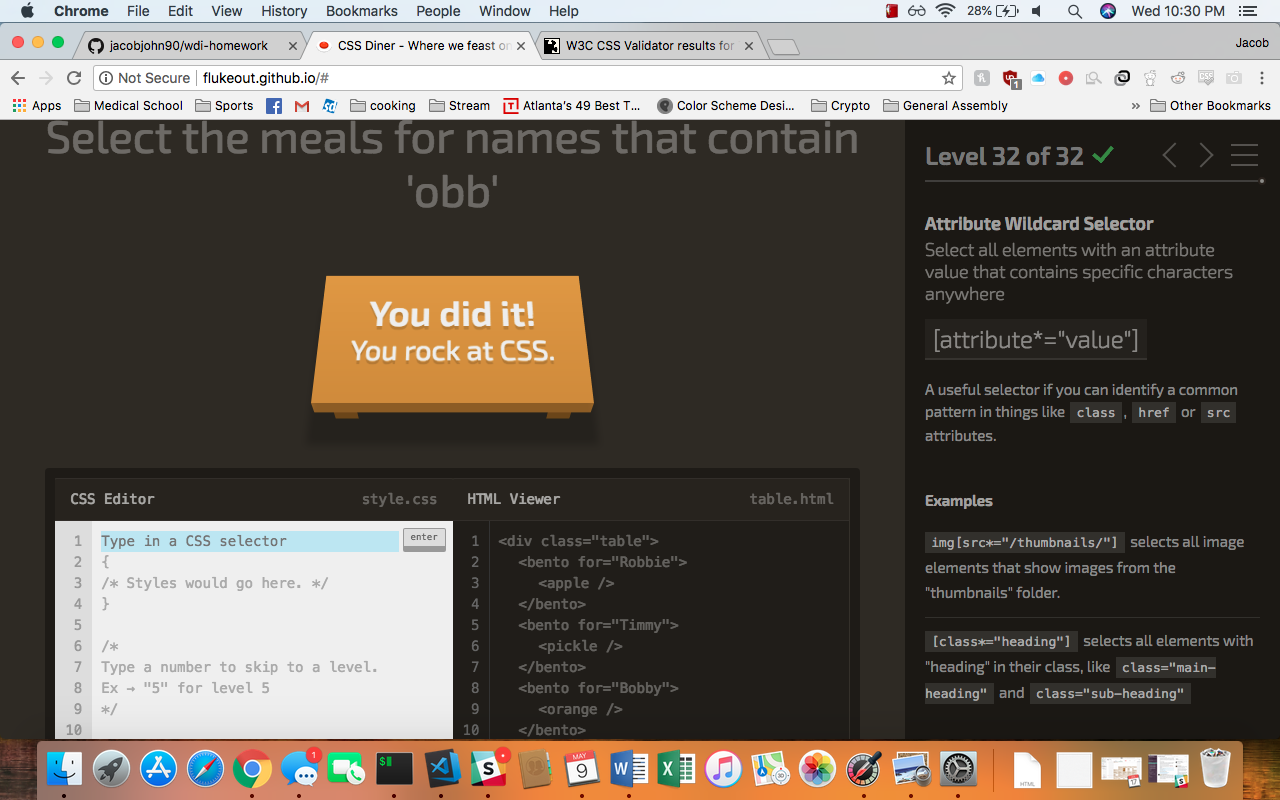 Chrome File Edit View History Bookmarks People Window Help 28% Wed 10:30 PM
jacobjohn90/wdi-homework CSS Diner - Where we feast on W3C CSS Validator results for Jacob
Not Secure flukeout.github.io/#
Apps Medical School Sports cooking Stream Atlanta's 49 Best T... Color Scheme Desi... Crypto General Assembly » Other Bookmarks
Select the meals for names that contain
'obb'
You did it!
You rock at CSS.
CSS Editor style.css HTML Viewer table.html
1 Type in a CSS selector enter
2 {
3 /* Styles would go here. */
4 }
5
6 /*
7 Type a number to skip to a level.
8 Ex → "5" for level 5
9 */
10
1 <div class="table">
2 <bento for="Robbie">
3 <apple />
4 </bento>
5 <bento for="Timmy">
6 <pickle />
7 </bento>
8 <bento for="Bobby">
9 <orange />
10 </bento>
Level 32 of 32
Attribute Wildcard Selector
Select all elements with an attribute
value that contains specific characters
anywhere
[attribute*="value"]
A useful selector if you can identify a common
pattern in things like class , href or src
attributes.
Examples
img[src*="/thumbnails/"] selects all image
elements that show images from the
"thumbnails" folder.
[class*="heading"] selects all elements with
"heading" in their class, like class="main-
heading" and class="sub-heading"
1
MAY
9
HTML
17